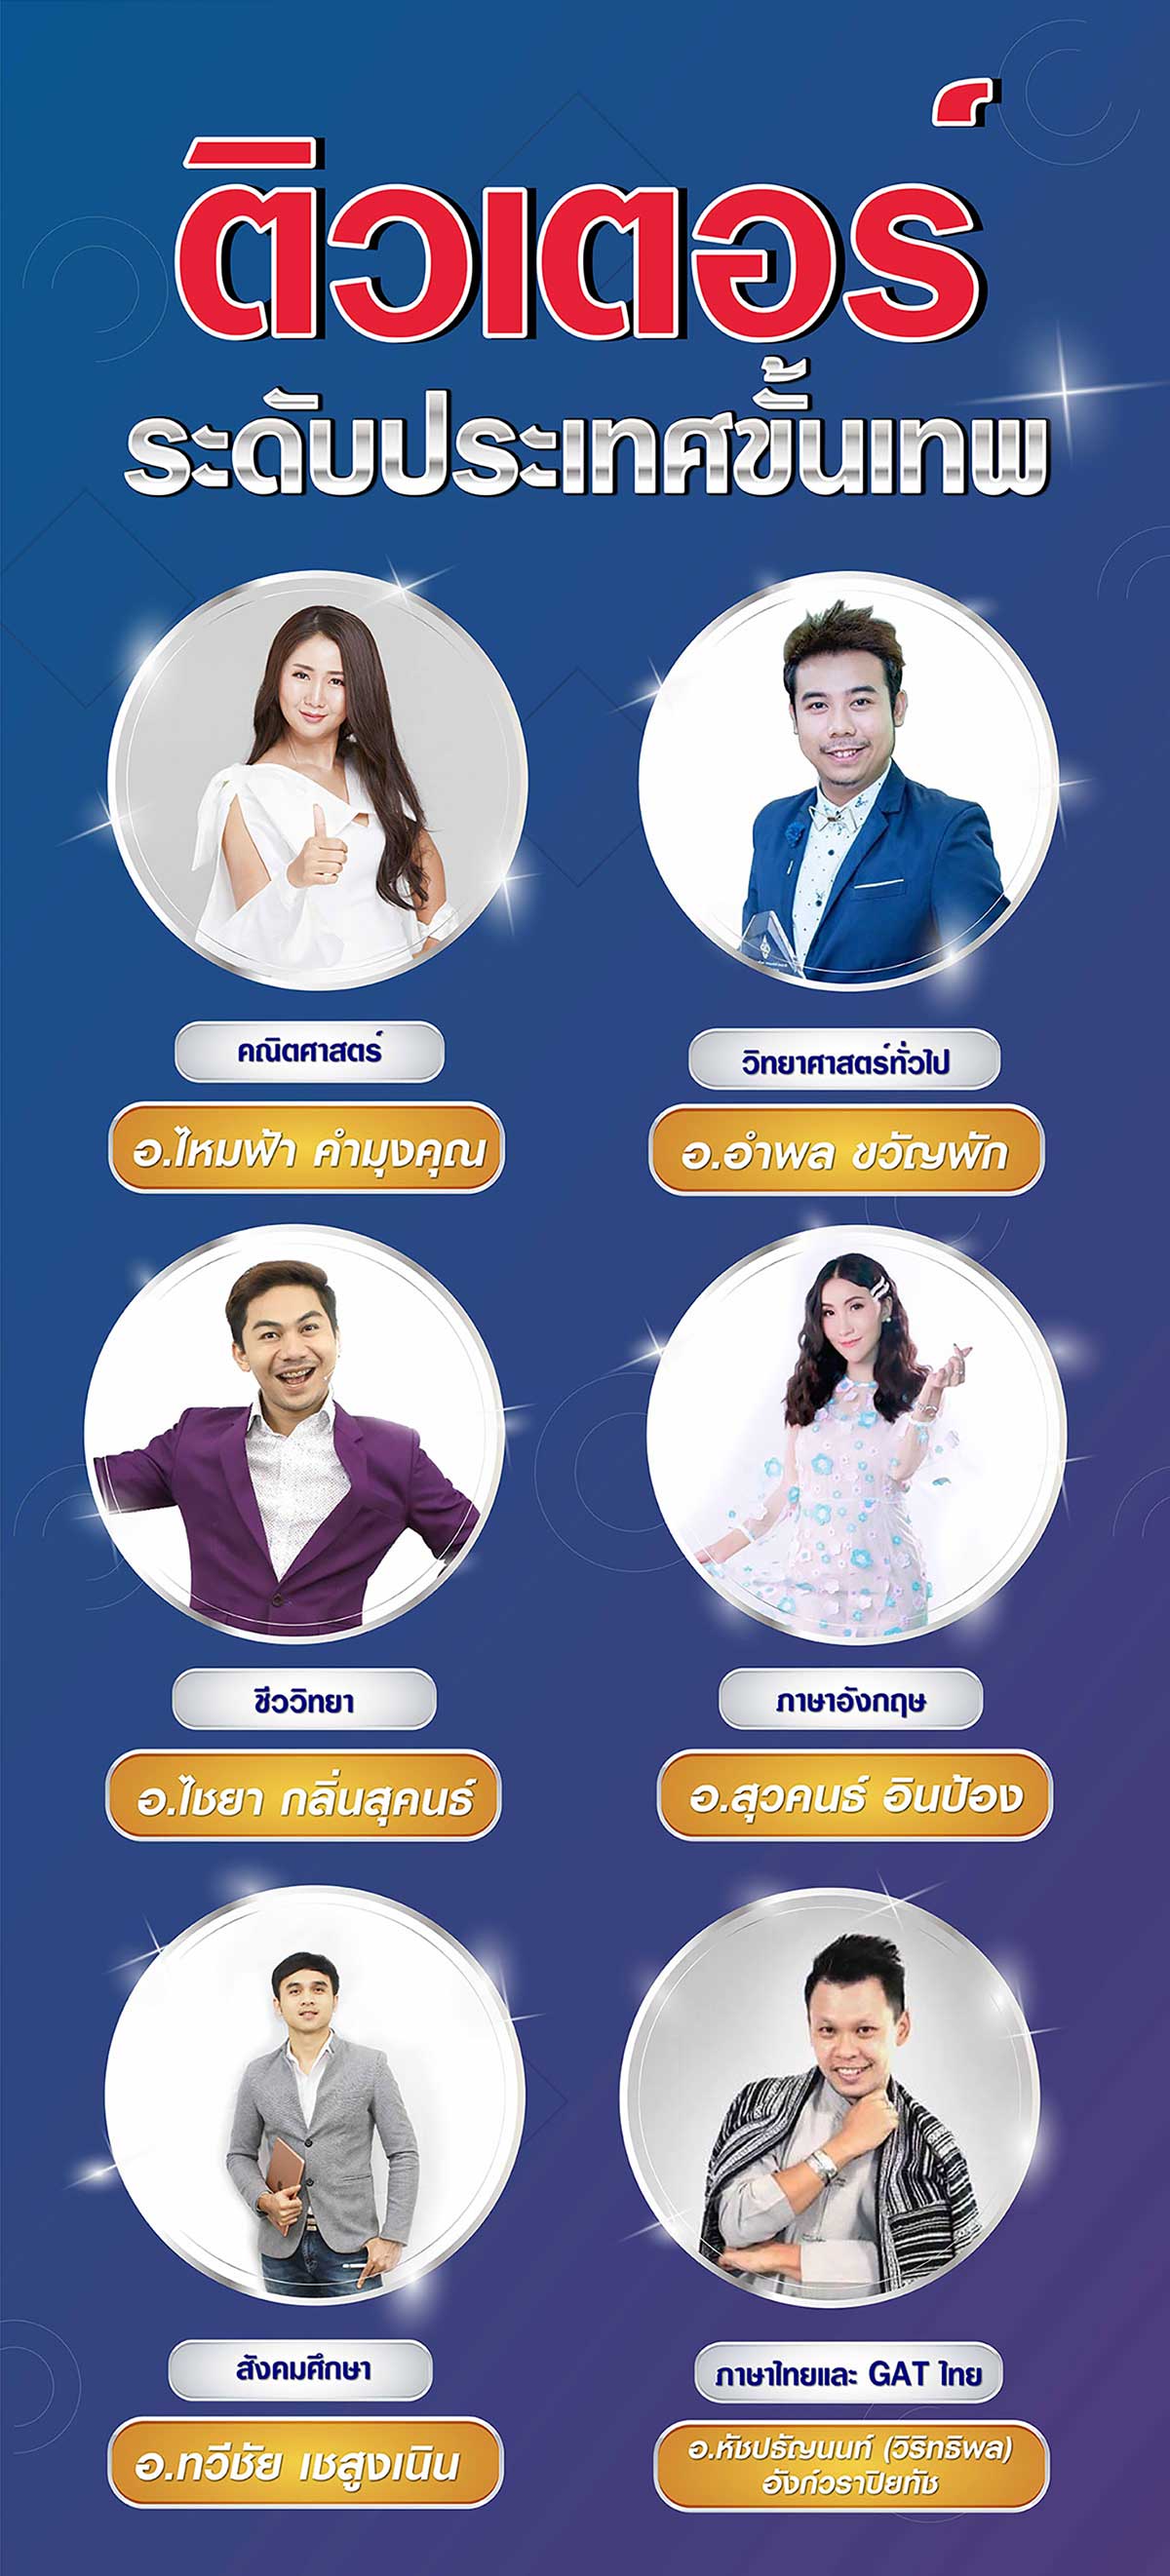 ติวเตอร์
ระดับประเทศขั้นเทพ
คณิตศาสตร์
วิทยาศาสตร์ทั่วไป
อ.ไหมฟ้า คำมุงคุณ
อ.อำพล ขวัญพัก
ชีววิทยา
ภาษาอังกฤษ
อ.ไชยา กลิ่นสุคนธ์
อ.สุวคนธ์ อินป้อง
สังคมศึกษา
ภาษาไทยและ GAT ไทย
อ.ทวีชัย เชสูงเนิน
อ.หัชปธัญนนท์ (วิริทธิพล)
อังก์วราปิยทัช